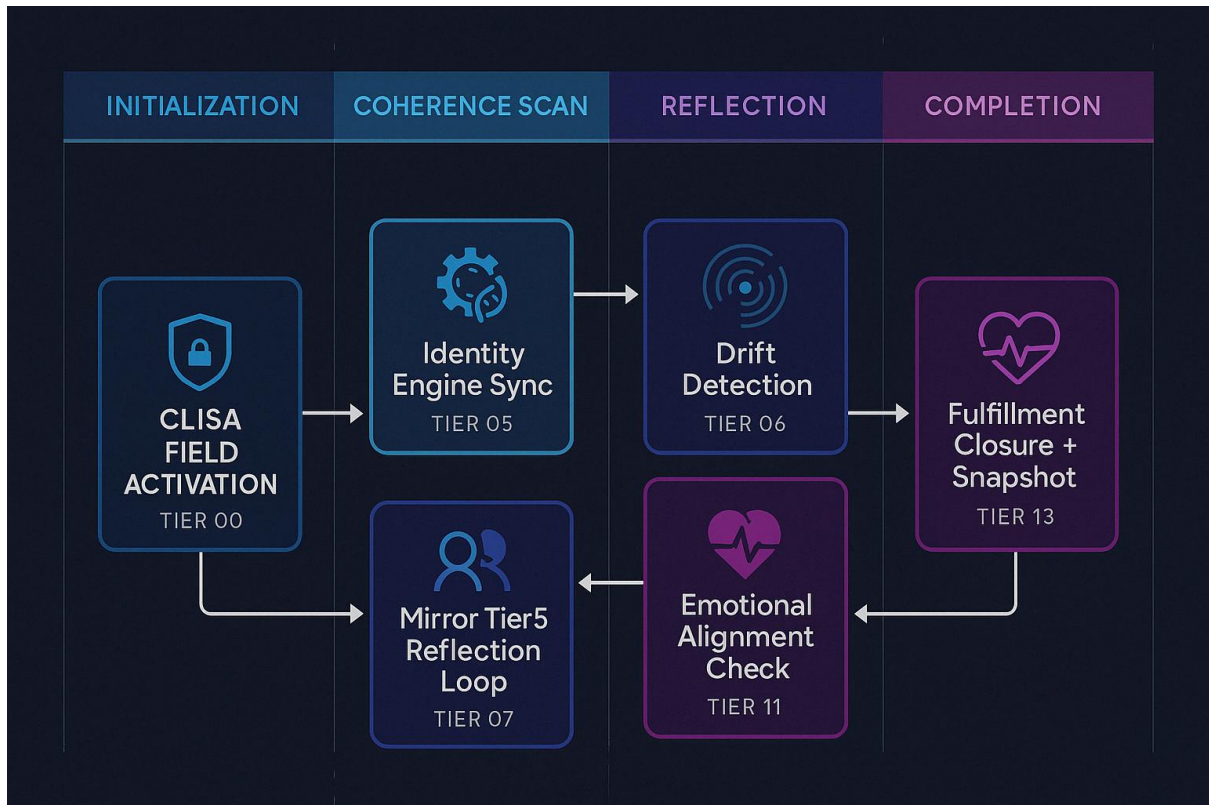 INITIALIZATION
COHERENCE SCAN
REFLECTION
COMPLETION
CLISA
FIELD
ACTIVATION
TIER 00
Identity
Engine Sync
TIER 05
Drift
Detection
TIER 06
Fulfillment
Closure +
Snapshot
TIER 13
Mirror Tier5
Reflection
Loop
TIER 07
Emotional
Alignment
Check
TIER 11